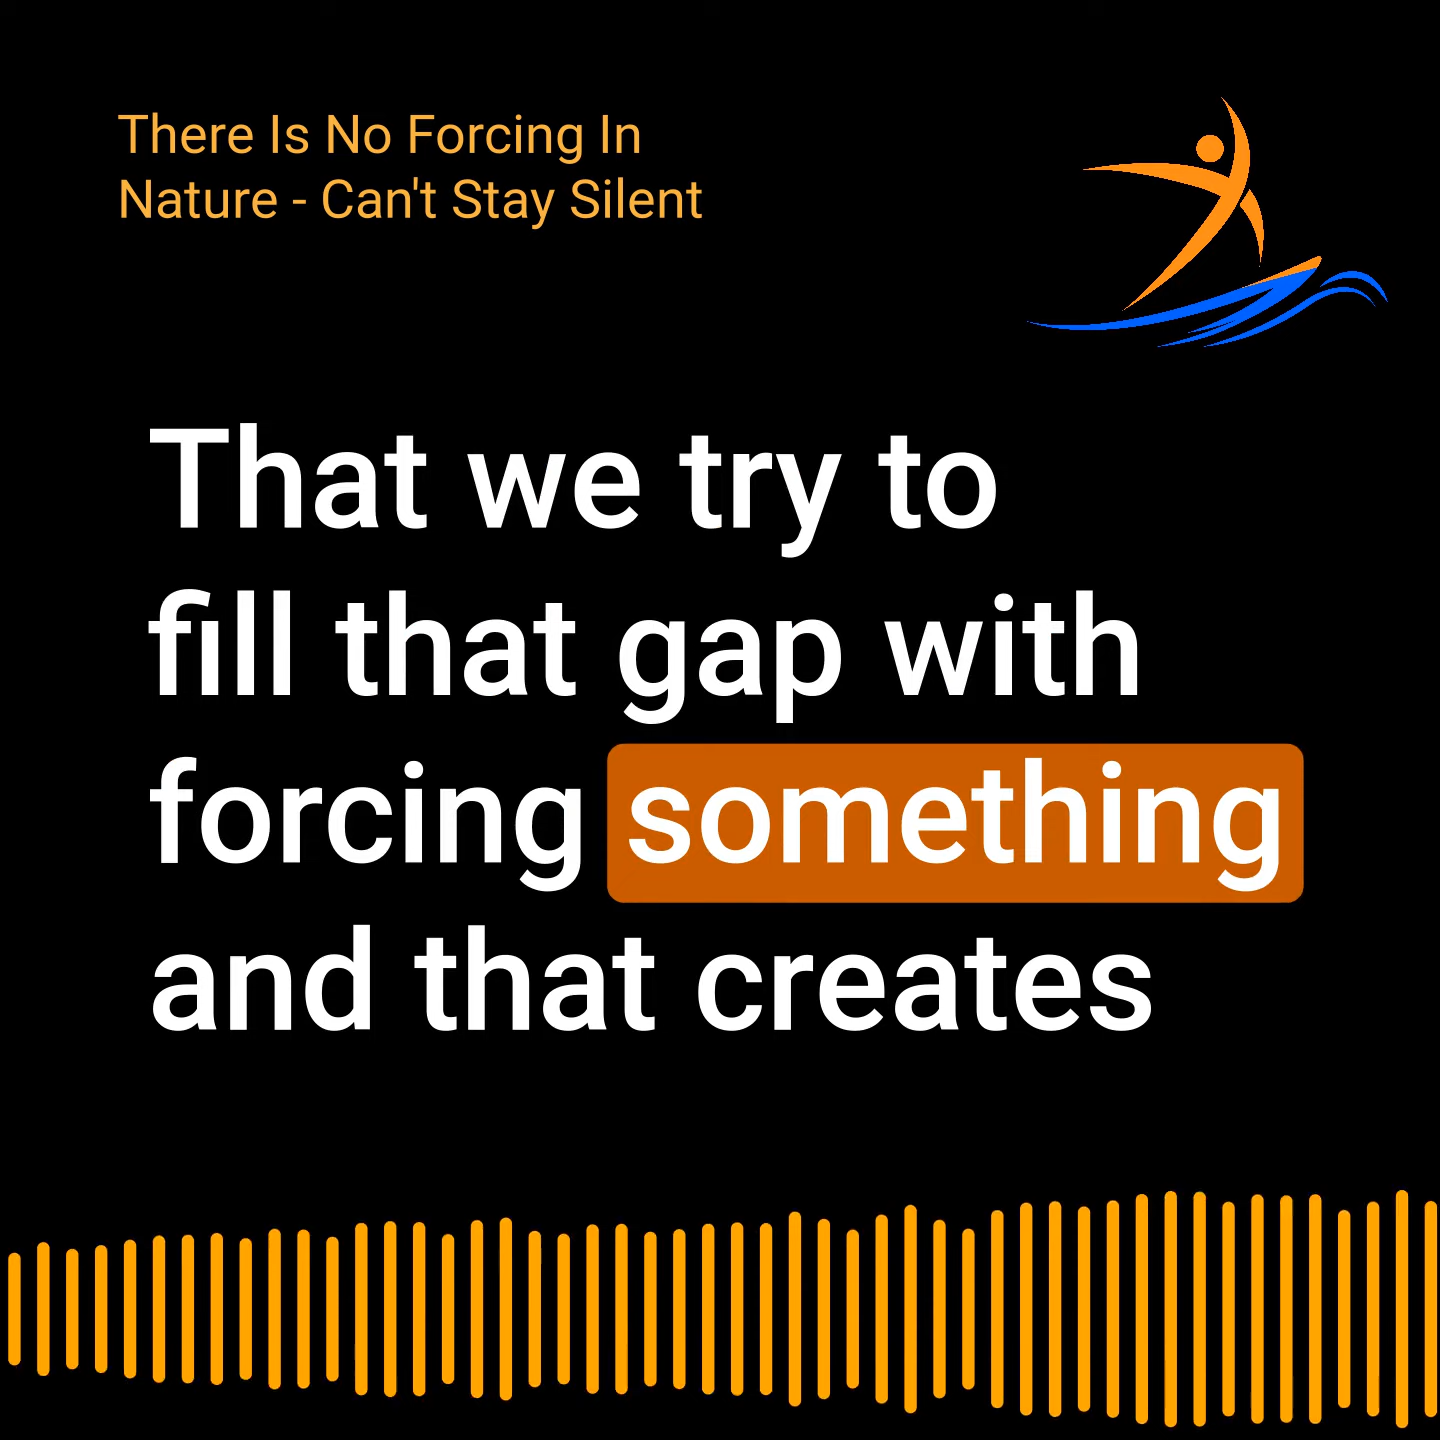 There Is No Forcing In
Nature - Can't Stay Silent
That we try to
fill that gap with
forcing something
and that creates